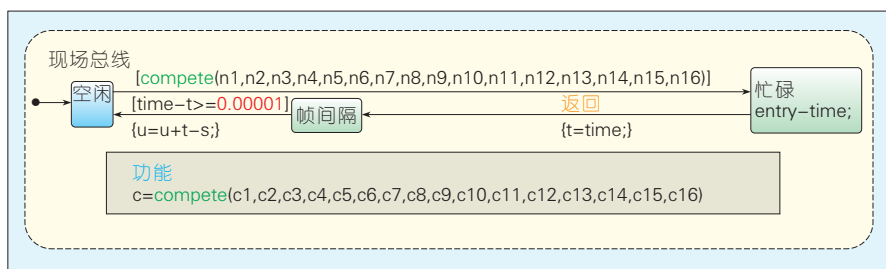 现场总线
[compete(n1,n2,n3,n4,n5,n6,n7,n8,n9,n10,n11,n12,n13,n14,n15,n16)]
空闲
忙碌
entry-time;
[time-t>=0.00001]
帧间隔
返回
{u=u+t-s;}
{t=time;}
功能
c=compete(c1,c2,c3,c4,c5,c6,c7,c8,c9,c10,c11,c12,c13,c14,c15,c16)